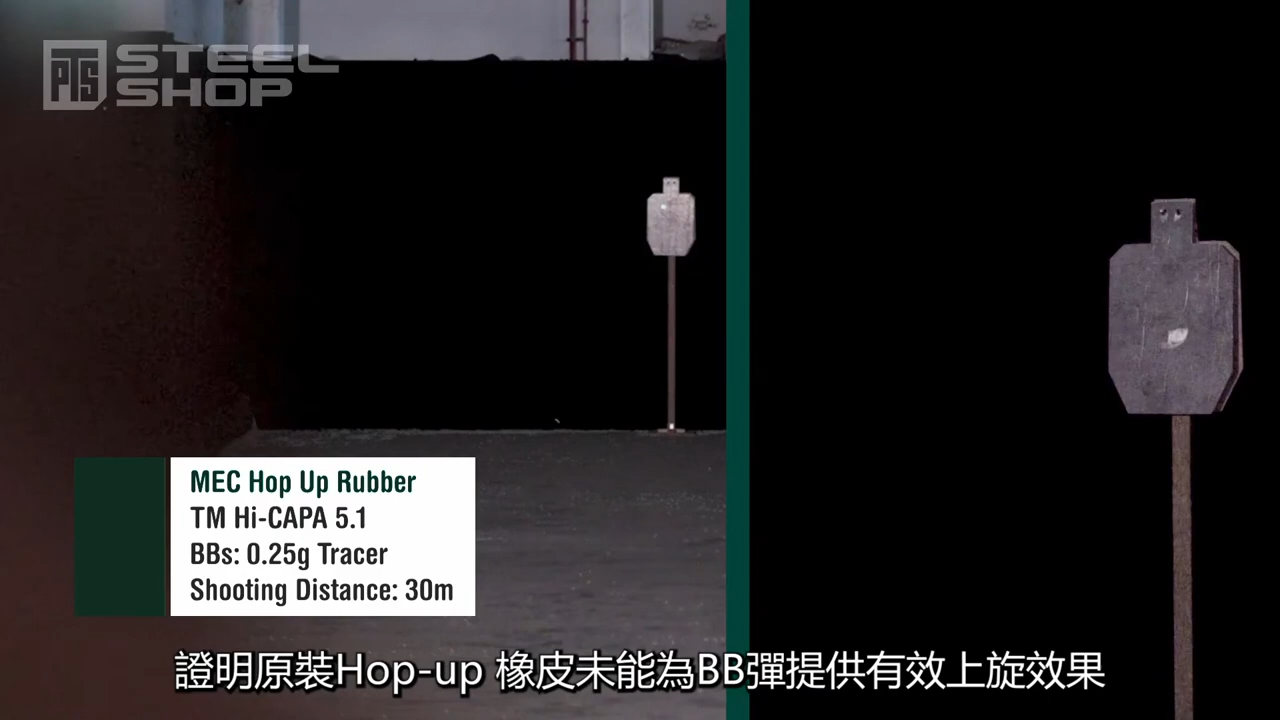 PTS STEEL
SHOP
MEC Hop Up Rubber
TM Hi-CAPA 5.1
BBs: 0.25g Tracer
Shooting Distance: 30m
證明原裝Hop-up 橡皮未能為BB彈提供有效上旋效果